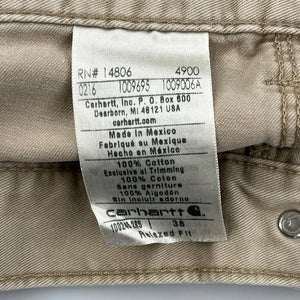 RN# 14806 4900
0216 1009695 1009006A
Carhartt, Inc. P. O. Box 600
Dearborn, MI 48121 USA
carhartt.com
Made in Mexico
Fabriqué au Mexique
Hecho en México
100% Cotton
Exclusive of Trimming
100% Coton
Sans les garnitures
100% Algodón
Sin incluir adorno
carhartt
38
Relaxed Fit